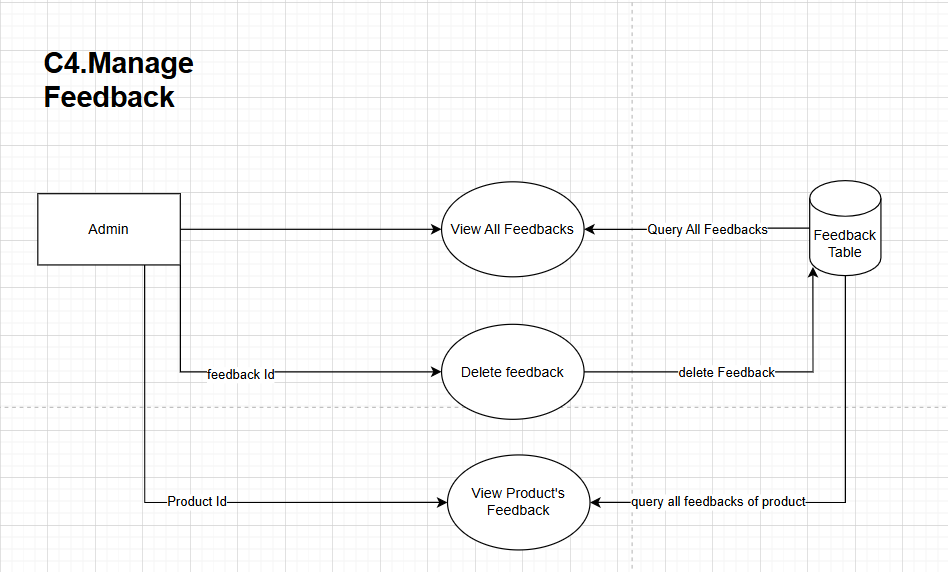 C4.Manage
Feedback
Admin
View All Feedbacks
Query All Feedbacks
Feedback
Table
feedback Id
Delete feedback
delete Feedback
Product Id
View Product's
Feedback
query all feedbacks of product